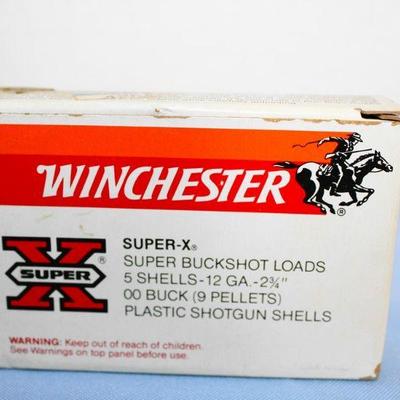 WINCHESTER
®
SUPER-X®
SUPER BUCKSHOT LOADS
5 SHELLS-12 GA.-2¾"
00 BUCK (9 PELLETS)
PLASTIC SHOTGUN SHELLS
X ®
SUPER
WARNING: Keep out of reach of children.
See Warnings on top panel before use.